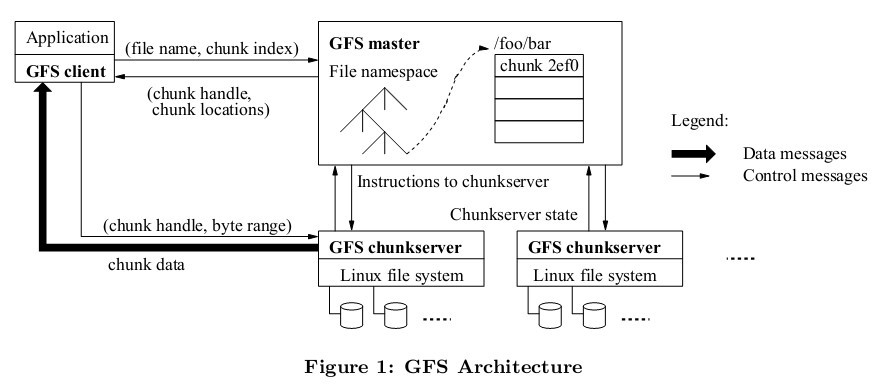 Application
GFS client
(file name, chunk index)
(chunk handle,
chunk locations)
GFS master
File namespace
/foo/bar
chunk 2ef0
Legend:
Data messages
Control messages
Instructions to chunkserver
Chunkserver state
(chunk handle, byte range)
chunk data
GFS chunkserver
Linux file system
GFS chunkserver
Linux file system
Figure 1: GFS Architecture